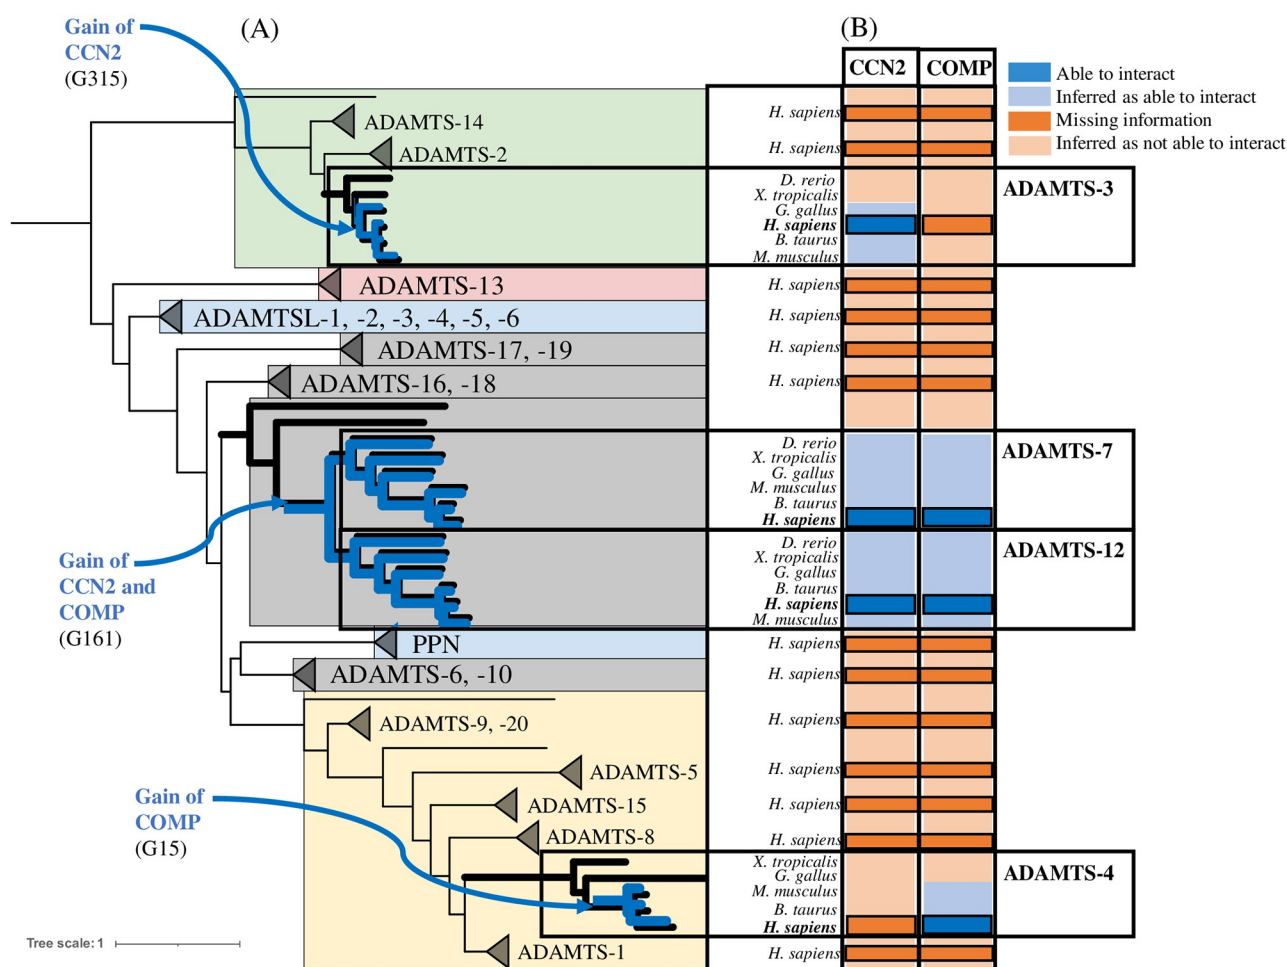 (A)
(B)
Gain of
CCN2
(G315)
CCN2
COMP
Able to interact
Inferred as able to interact
Missing information
Inferred as not able to interact
ADAMTS-14
H. sapiens
ADAMTS-2
H. sapiens
D. rerio
X. tropicalis
G. gallus
H. sapiens
B. taurus
M. musculus
ADAMTS-3
ADAMTS-13
H. sapiens
ADAMTSL-1, -2, -3, -4, -5, -6
H. sapiens
ADAMTS-17, -19
H. sapiens
ADAMTS-16, -18
H. sapiens
D. rerio
X. tropicalis
G. gallus
M. musculus
B. taurus
H. sapiens
ADAMTS-7
Gain of
CCN2 and
COMP
(G161)
D. rerio
X. tropicalis
G. gallus
B. taurus
H. sapiens
M. musculus
ADAMTS-12
PPN
H. sapiens
ADAMTS-6, -10
H. sapiens
ADAMTS-9, -20
H. sapiens
ADAMTS-5
H. sapiens
Gain of
COMP
(G15)
ADAMTS-15
H. sapiens
ADAMTS-8
H. sapiens
X. tropicalis
G. gallus
M. musculus
B. taurus
H. sapiens
ADAMTS-4
Tree scale: 1
ADAMTS-1
H. sapiens